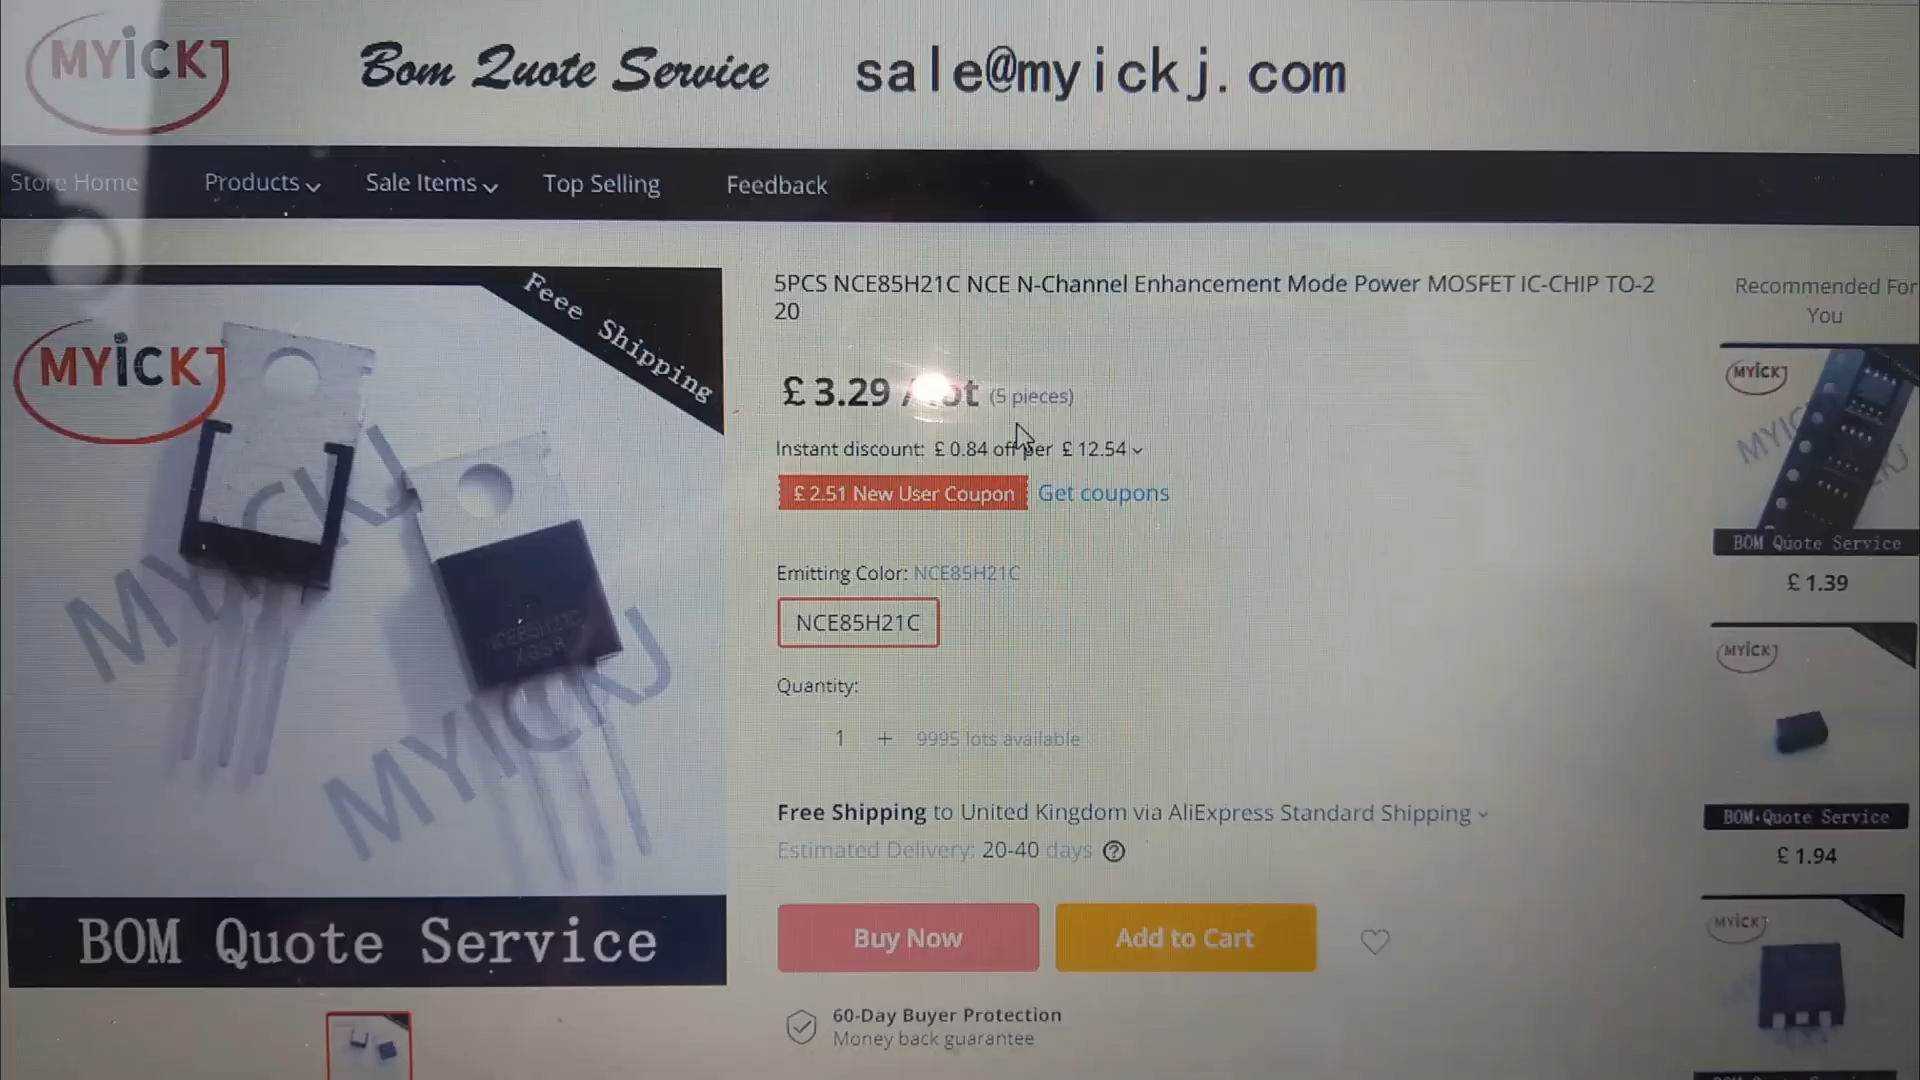 MYiCKJ
Bom Quote Service
sale@myickj.com
Store Home
Products
Sale Items
Top Selling
Feedback
Feee Shipping
MYiCKJ
MYICKJ
MYICKJ
BOM Quote Service
5PCS NCE85H21C NCE N-Channel Enhancement Mode Power MOSFET IC-CHIP TO-2
20
£ 3.29
(5 pieces)
Instant discount: £ 0.84 off per £ 12.54
£ 2.51 New User Coupon
Get coupons
Emitting Color: NCE85H21C
NCE85H21C
Quantity:
1 + 9995 lots available
Free Shipping to United Kingdom via AliExpress Standard Shipping
Estimated Delivery: 20-40 days ?
Buy Now
Add to Cart
60-Day Buyer Protection
Money back guarantee
Recommended For
You
MYiCKJ
BOM Quote Service
£ 1.39
MYiCKJ
BOM Quote Service
£ 1.94
MYiCKJ